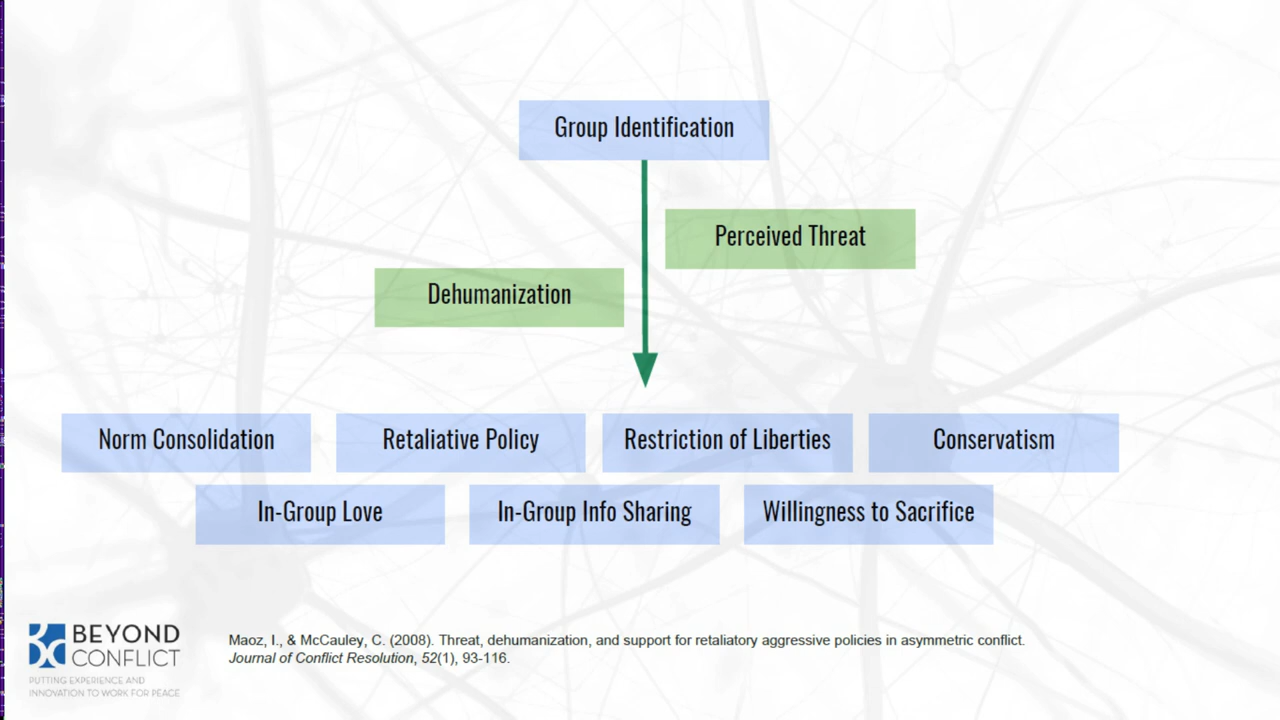 Group Identification
Perceived Threat
Dehumanization
Norm Consolidation
Retaliative Policy
Restriction of Liberties
Conservatism
In-Group Love
In-Group Info Sharing
Willingness to Sacrifice
BEYOND
CONFLICT
PUTTING EXPERIENCE AND
INNOVATION TO WORK FOR PEACE
Maoz, I., & McCauley, C. (2008). Threat, dehumanization, and support for retaliatory aggressive policies in asymmetric conflict.
Journal of Conflict Resolution, 52(1), 93-116.